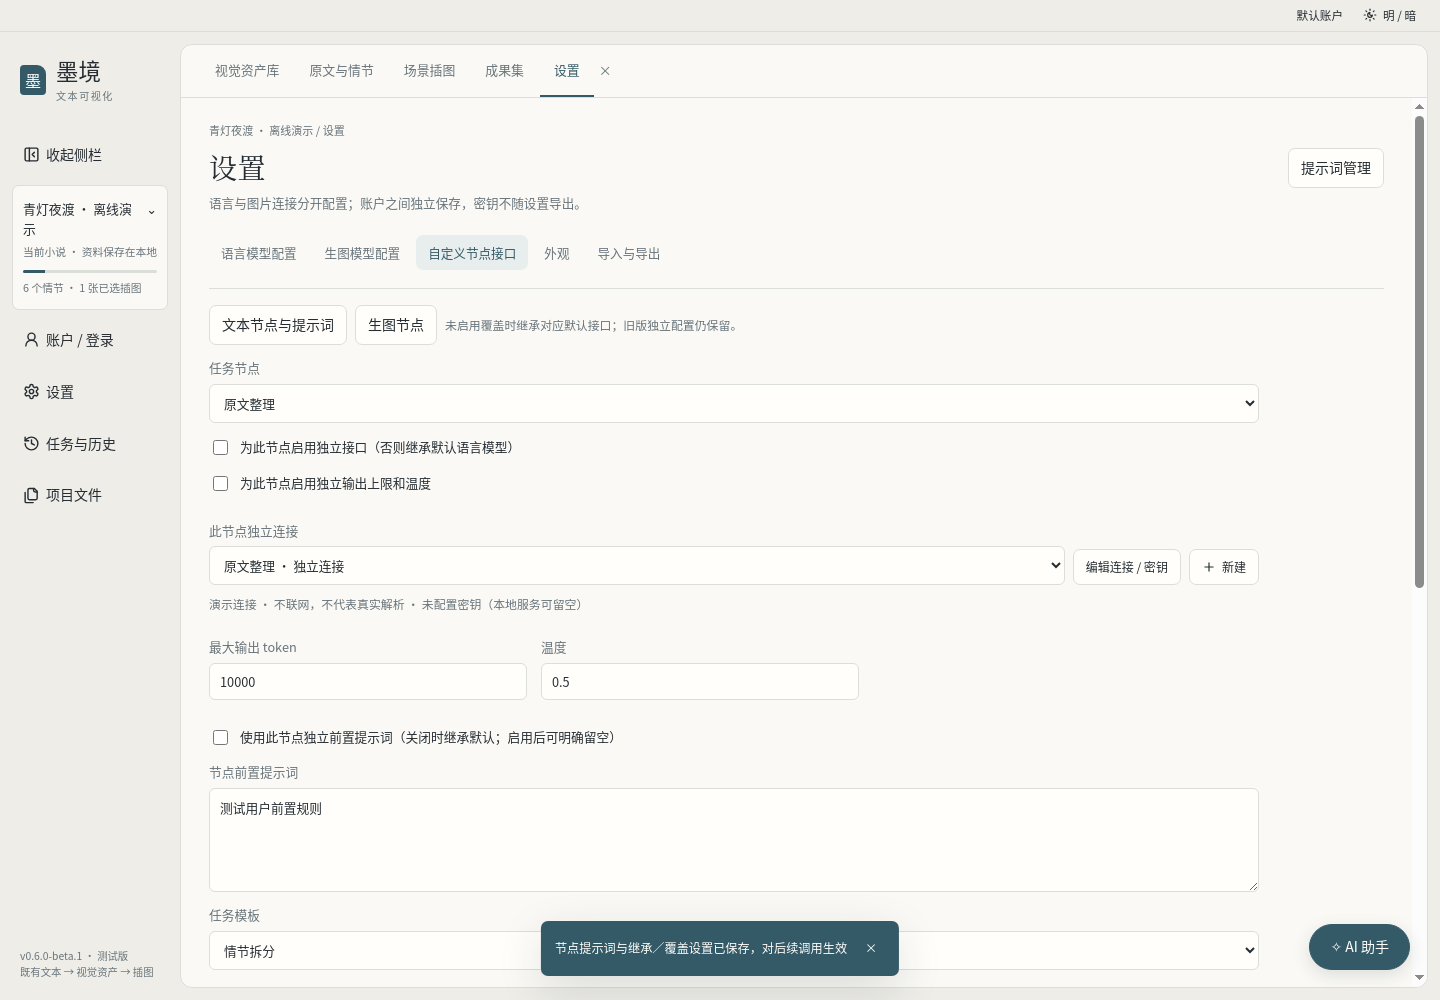 默认账户
明 / 暗
墨
墨境
文本可视化
收起侧栏
青灯夜渡 · 离线演示
当前小说 · 资料保存在本地
6 个情节 · 1 张已选插图
账户 / 登录
设置
任务与历史
项目文件
v0.6.0-beta.1 · 测试版
既有文本 → 视觉资产 → 插图
视觉资产库
原文与情节
场景插图
成果集
设置
青灯夜渡 · 离线演示 / 设置
设置
提示词管理
语言与图片连接分开配置；账户之间独立保存，密钥不随设置导出。
语言模型配置
生图模型配置
自定义节点接口
外观
导入与导出
文本节点与提示词
生图节点
未启用覆盖时继承对应默认接口；旧版独立配置仍保留。
任务节点
原文整理
为此节点启用独立接口（否则继承默认语言模型）
为此节点启用独立输出上限和温度
此节点独立连接
原文整理 · 独立连接
编辑连接 / 密钥
＋ 新建
演示连接 · 不联网，不代表真实解析 · 未配置密钥（本地服务可留空）
最大输出 token
温度
10000
0.5
使用此节点独立前置提示词（关闭时继承默认；启用后可明确留空）
节点前置提示词
测试用户前置规则
任务模板
情节拆分
节点提示词与继承／覆盖设置已保存，对后续调用生效
✧ AI 助手